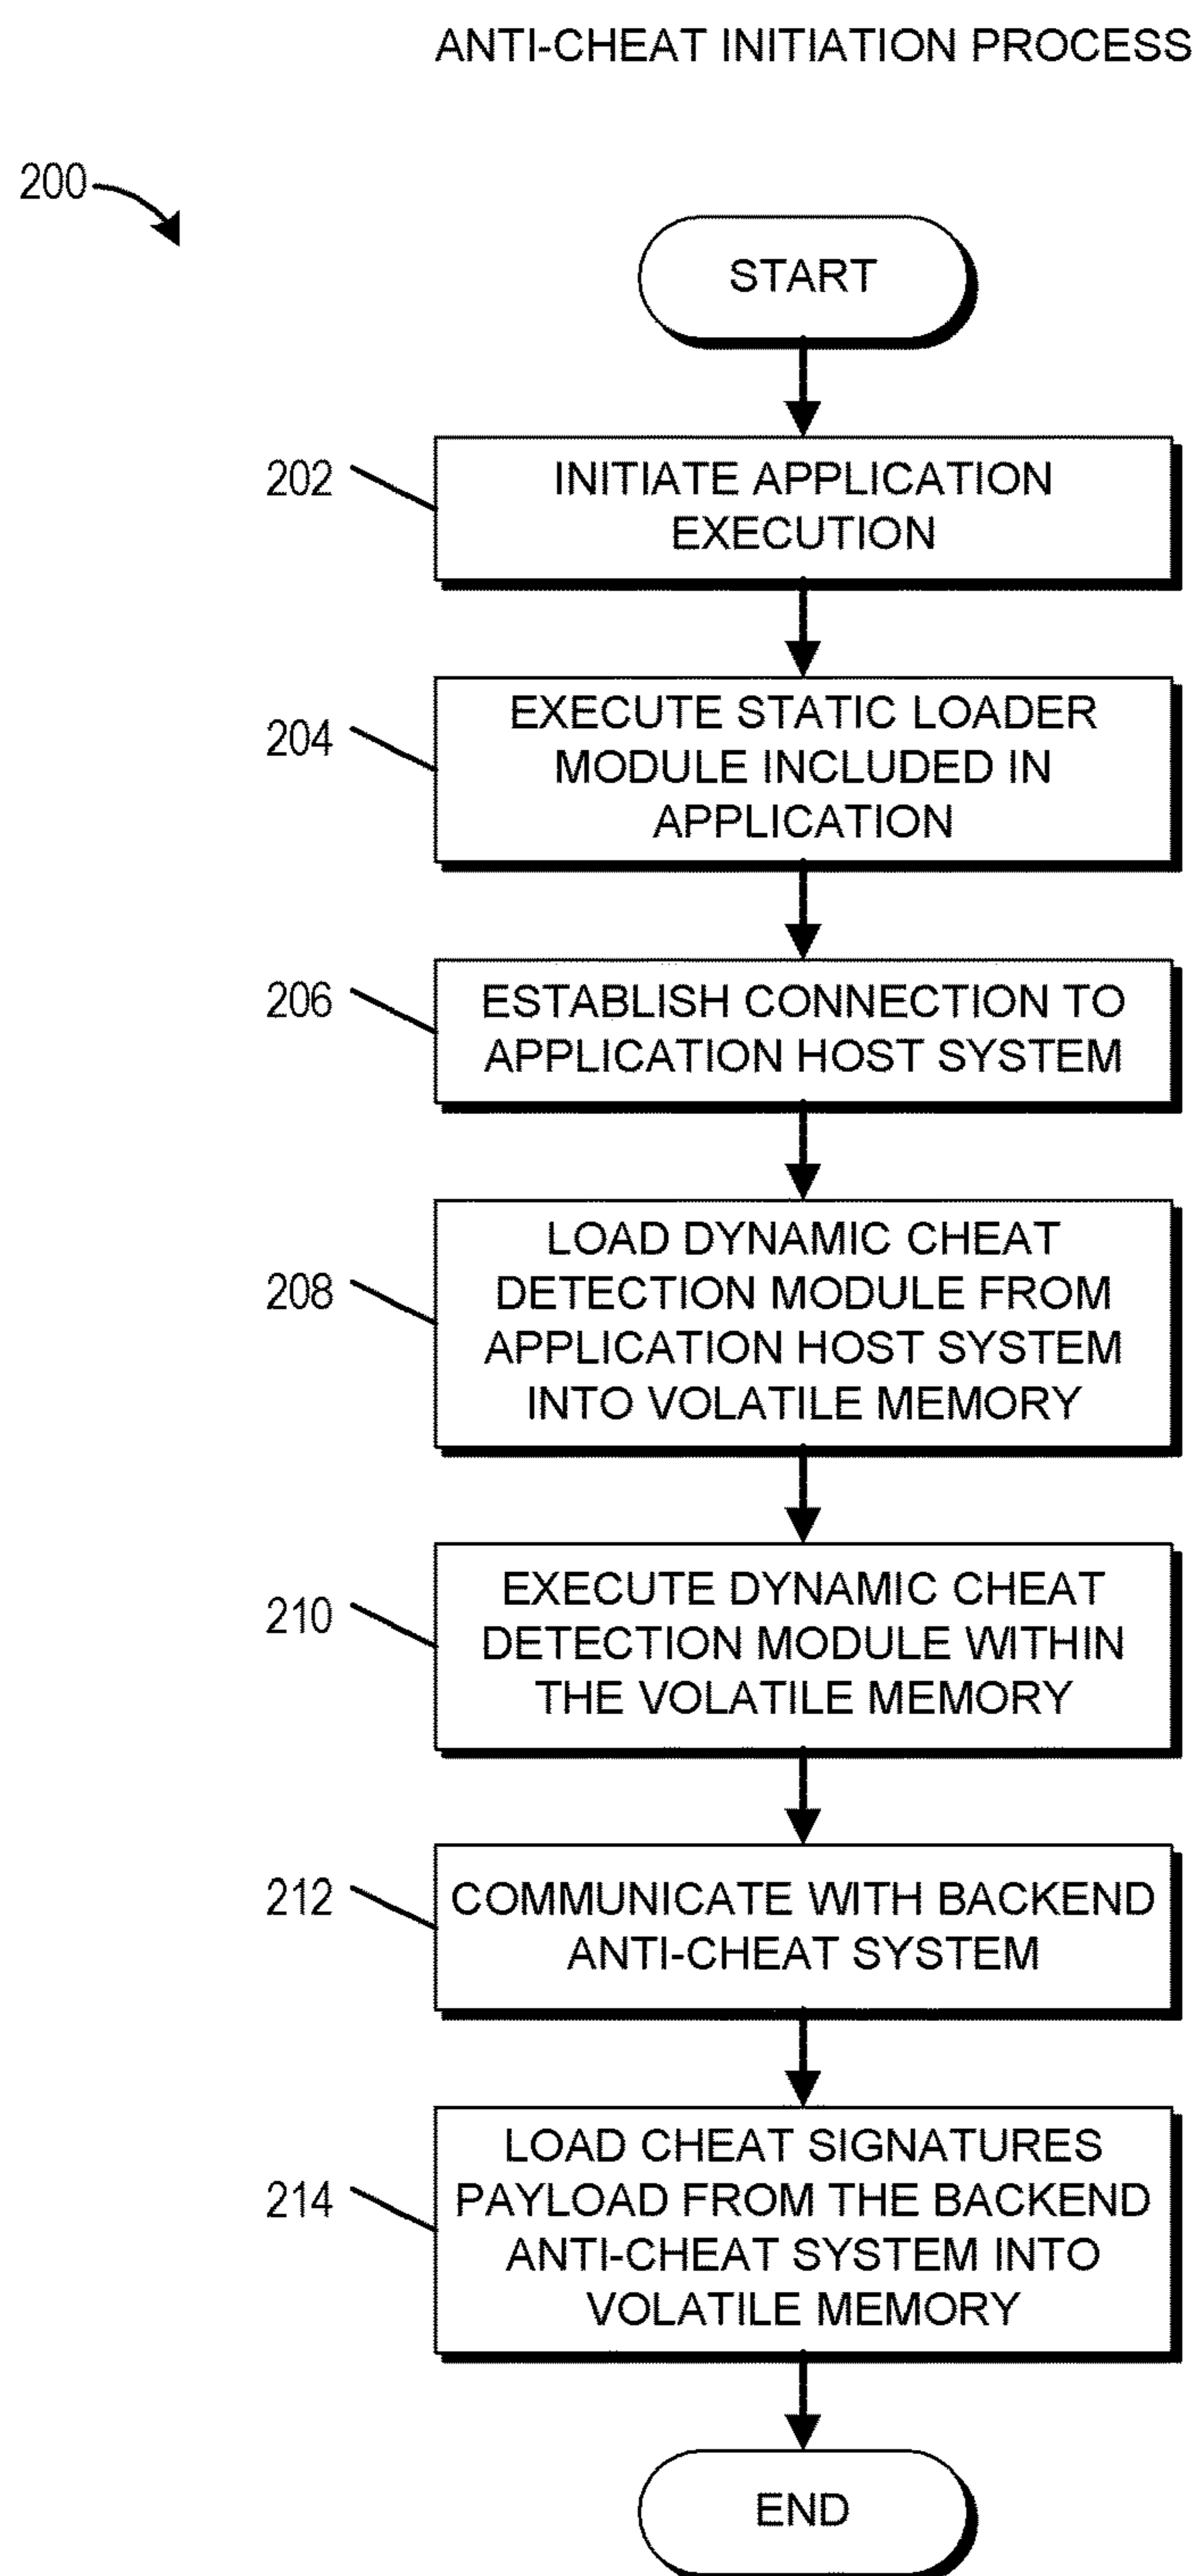 ANTI-CHEAT INITIATION PROCESS
200
START
202
INITIATE APPLICATION
EXECUTION
204
EXECUTE STATIC LOADER
MODULE INCLUDED IN
APPLICATION
206
ESTABLISH CONNECTION TO
APPLICATION HOST SYSTEM
208
LOAD DYNAMIC CHEAT
DETECTION MODULE FROM
APPLICATION HOST SYSTEM
INTO VOLATILE MEMORY
210
EXECUTE DYNAMIC CHEAT
DETECTION MODULE WITHIN
THE VOLATILE MEMORY
212
COMMUNICATE WITH BACKEND
ANTI-CHEAT SYSTEM
214
LOAD CHEAT SIGNATURES
PAYLOAD FROM THE BACKEND
ANTI-CHEAT SYSTEM INTO
VOLATILE MEMORY
END